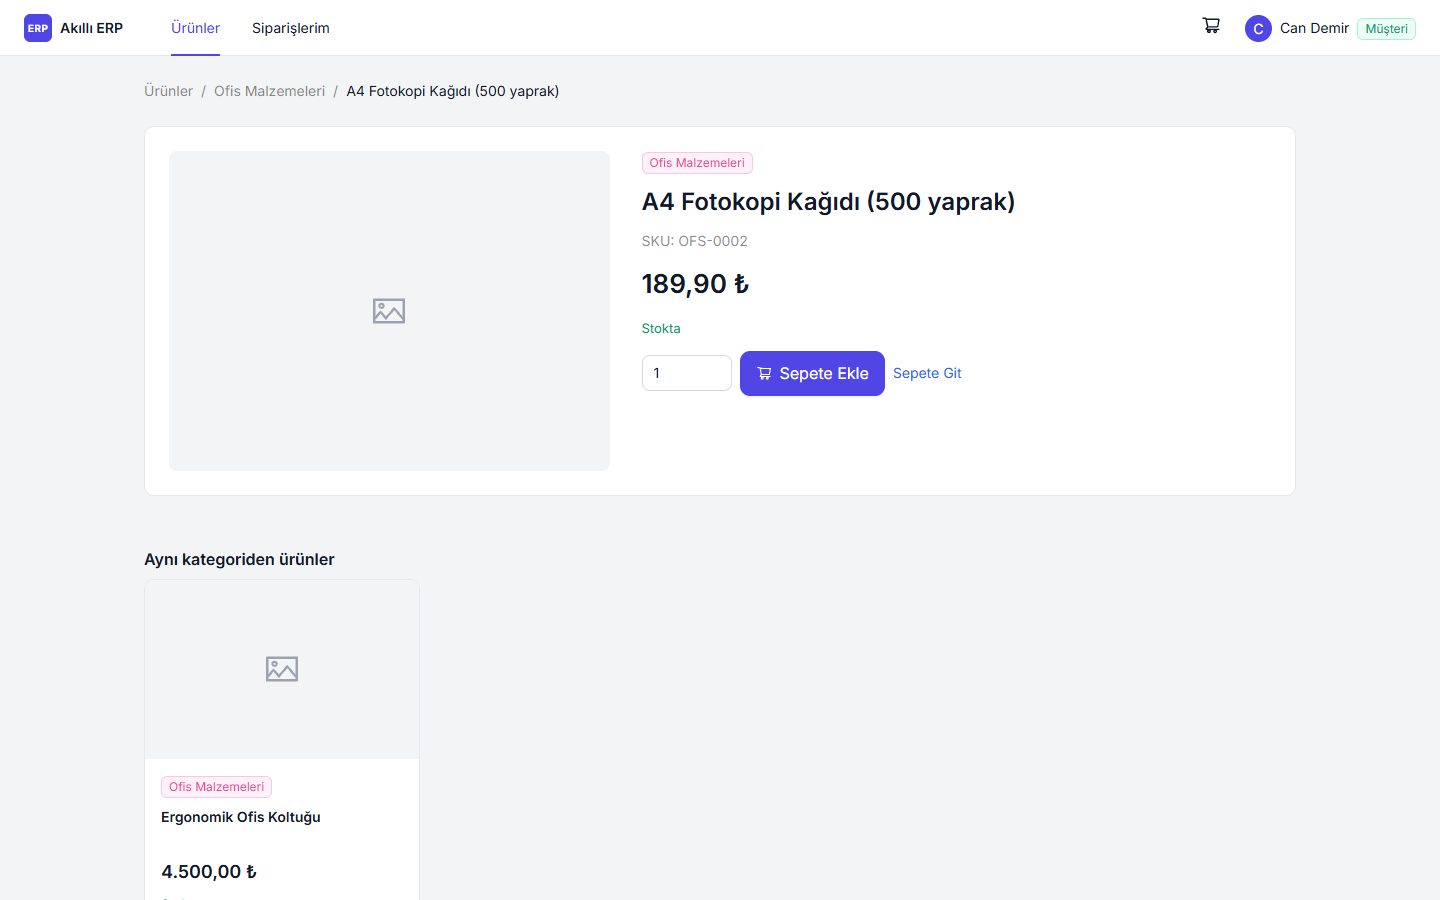 ERP Akıllı ERP Ürünler Siparişlerim C Can Demir Müşteri
Ürünler / Ofis Malzemeleri / A4 Fotokopi Kağıdı (500 yaprak)
Ofis Malzemeleri
A4 Fotokopi Kağıdı (500 yaprak)
SKU: OFS-0002
189,90 ₺
Stokta
1 Sepete Ekle Sepete Git
Aynı kategoriden ürünler
Ofis Malzemeleri
Ergonomik Ofis Koltuğu
4.500,00 ₺